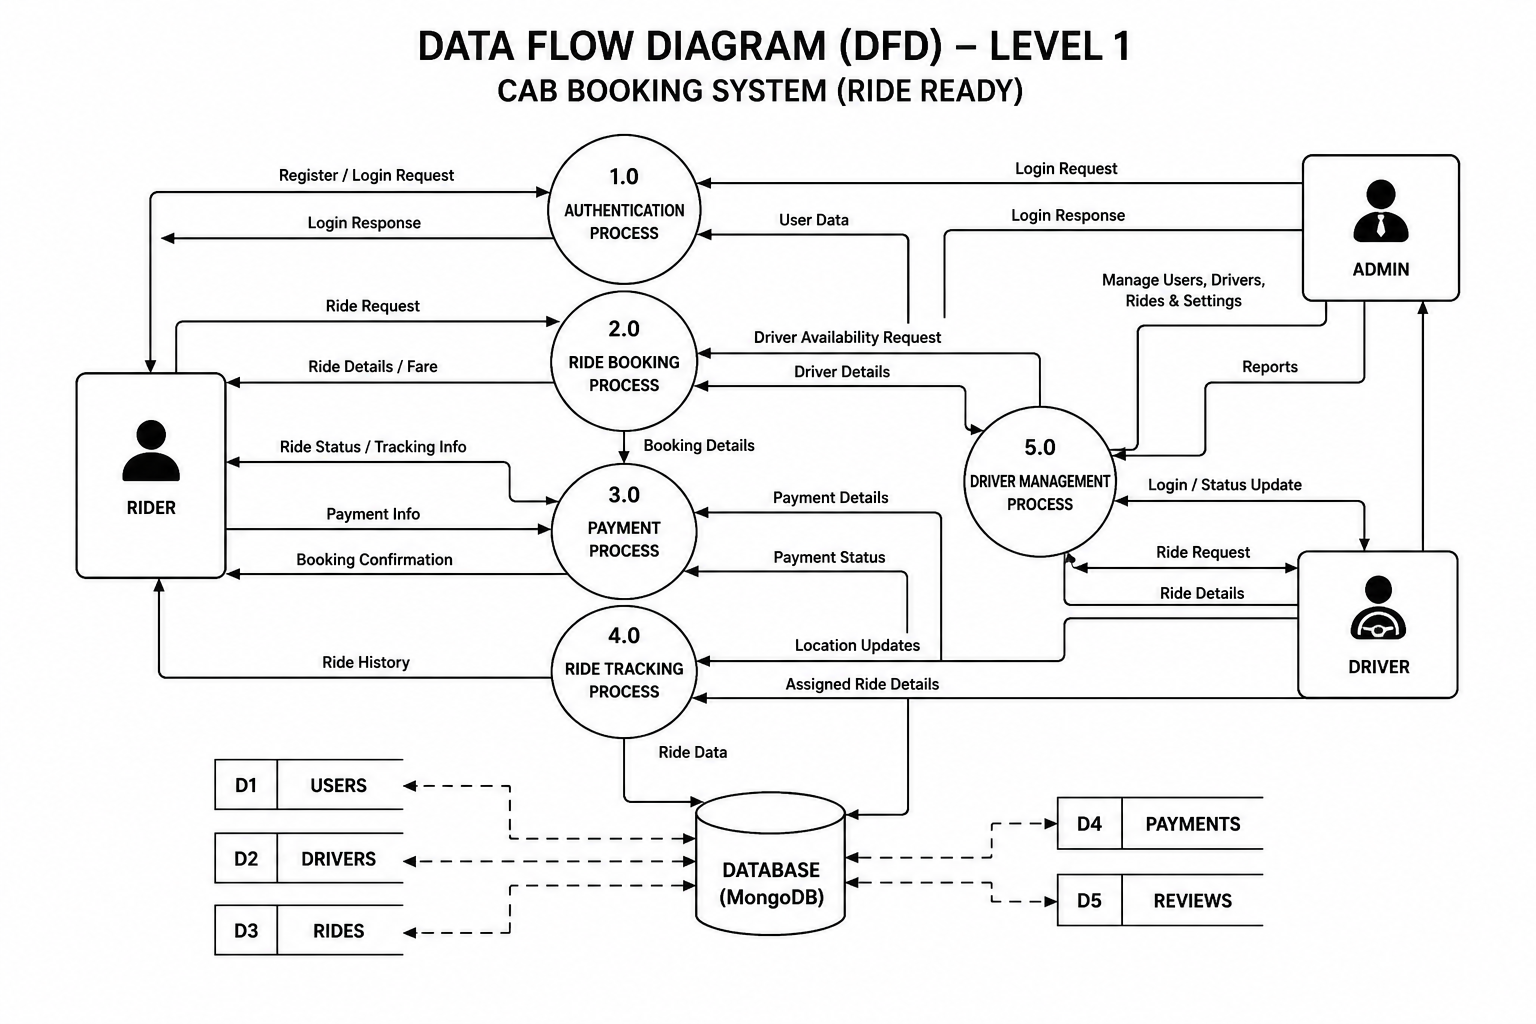 DATA FLOW DIAGRAM (DFD) – LEVEL 1
CAB BOOKING SYSTEM (RIDE READY)
Register / Login Request
Login Response
1.0
AUTHENTICATION
PROCESS
Login Request
User Data
Login Response
ADMIN
Manage Users, Drivers,
Rides & Settings
Ride Request
Ride Details / Fare
2.0
RIDE BOOKING
PROCESS
Driver Availability Request
Driver Details
Reports
RIDER
Ride Status / Tracking Info
Payment Info
Booking Confirmation
Booking Details
3.0
PAYMENT
PROCESS
Payment Details
Payment Status
5.0
DRIVER MANAGEMENT
PROCESS
Login / Status Update
Ride Request
Ride Details
DRIVER
Ride History
4.0
RIDE TRACKING
PROCESS
Location Updates
Assigned Ride Details
Ride Data
D1 USERS
D2 DRIVERS
D3 RIDES
DATABASE
(MongoDB)
D4 PAYMENTS
D5 REVIEWS